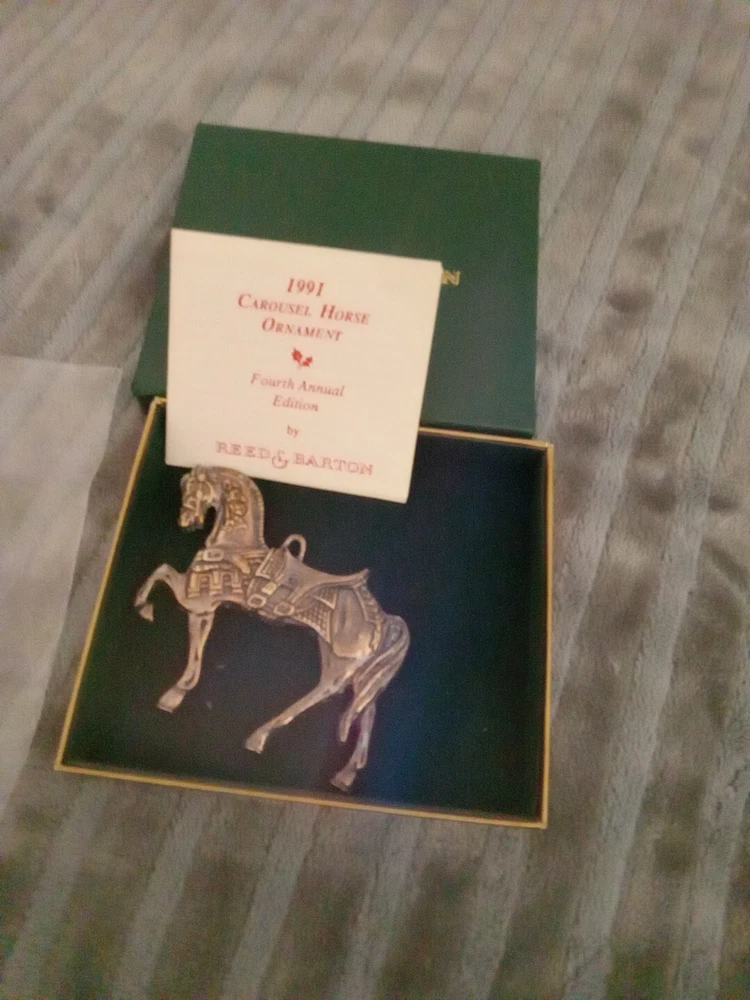 1991
CAROUSEL HORSE
ORNAMENT
Fourth Annual
Edition
by
REED & BARTON
N